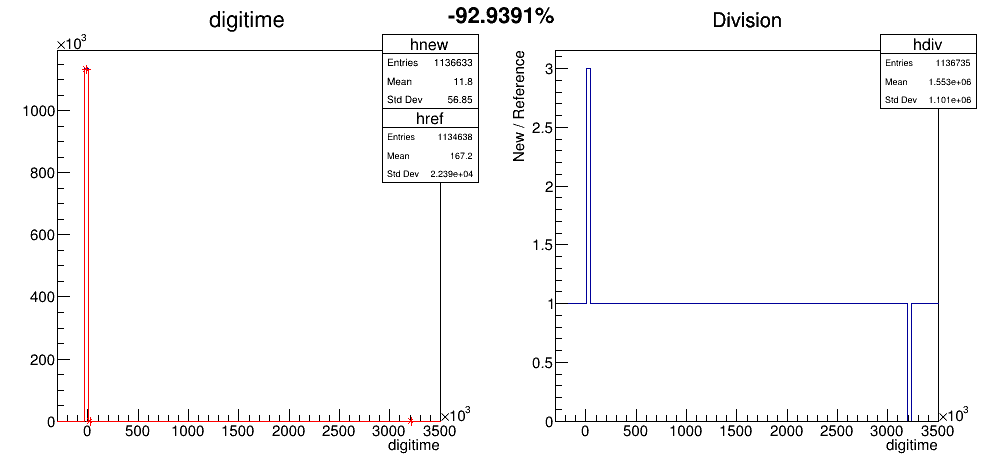 -92.9391%
digitime
×10³
hnew
Entries 1136633
Mean 11.8
Std Dev 56.85
href
Entries 1134638
Mean 167.2
Std Dev 2.239e+04
1000
800
600
400
200
0
0 500 1000 1500 2000 2500 3000 3500
×10³
digitime
Division
hdiv
Entries 1136735
Mean 1.553e+06
Std Dev 1.101e+06
New / Reference
3
2.5
2
1.5
1
0.5
0
0 500 1000 1500 2000 2500 3000 3500
×10³
digitime